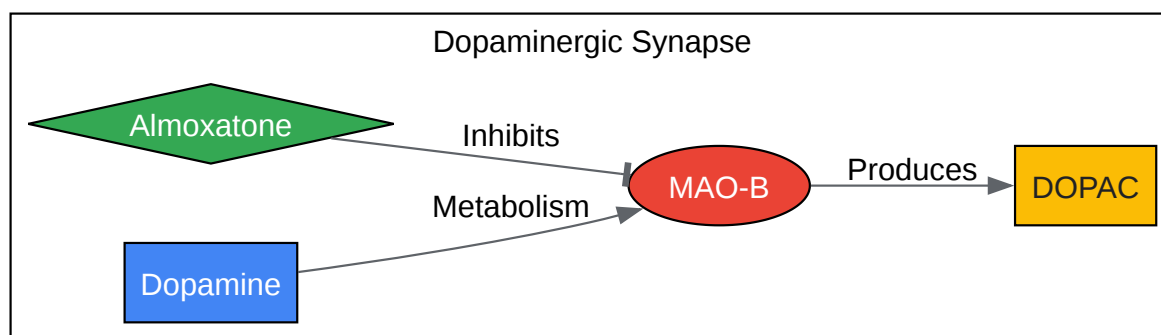 Dopaminergic Synapse
Almoxatone
Inhibits
MAO-B
Produces
DOPAC
Metabolism
Dopamine